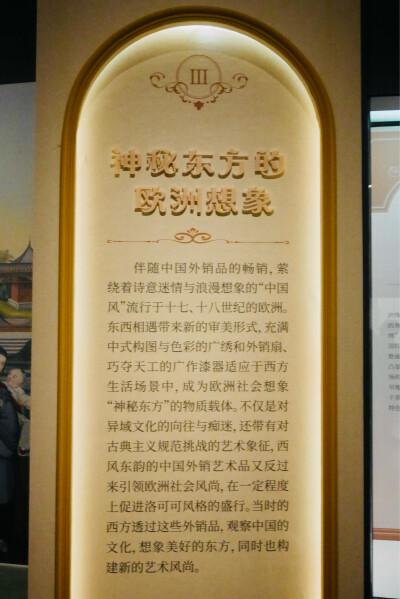 III
神秘东方的
欧洲想象
伴随中国外销品的畅销，萦
绕着诗意迷情与浪漫想象的“中国
风”流行于十七、十八世纪的欧洲。
东西相遇带来新的审美形式，充满
中式构图与色彩的广绣和外销扇、
巧夺天工的广作漆器适应于西方
生活场景中，成为欧洲社会想象
“神秘东方”的物质载体。不仅是对
异域文化的向往与痴迷，还带有对
古典主义规范挑战的艺术象征，西
风东韵的中国外销艺术品又反过
来引领欧洲社会风尚，在一定程度
上促进洛可可风格的盛行。当时的
西方透过这些外销品，观察中国的
文化，想象美好的东方，同时也构
建新的艺术风尚。